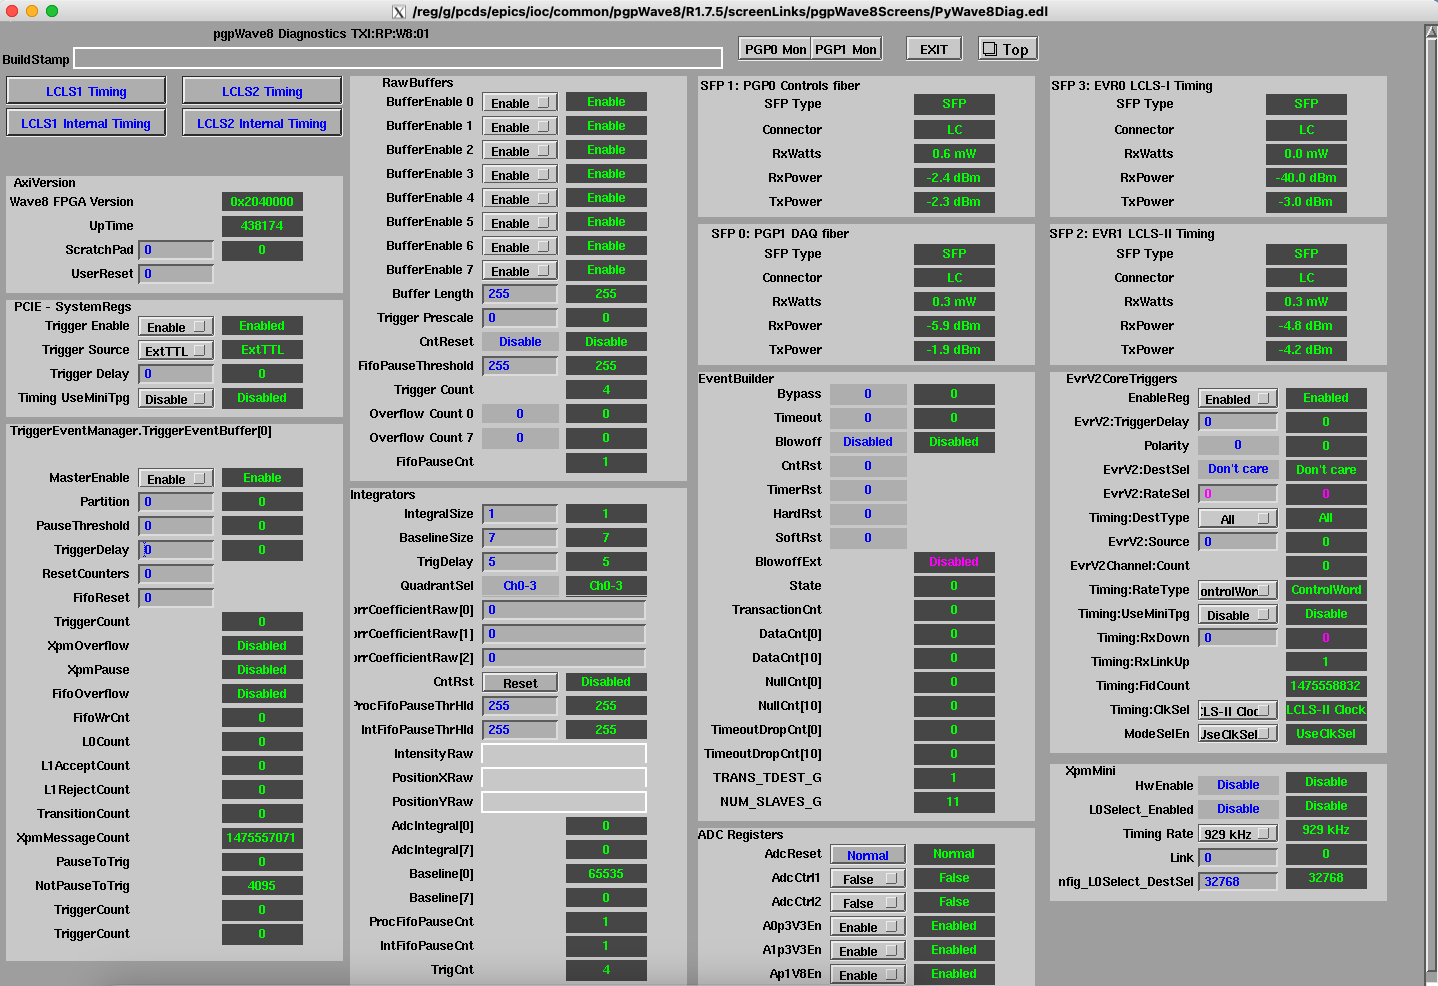 /reg/g/pcds/epics/ioc/common/pgpWave8/R1.7.5/screenLinks/pgpWave8Screens/PyWave8Diag.edl
pgpWave8 Diagnostics TXI:RP:W8:01
BuildStamp
PGP0 Mon PGP1 Mon EXIT Top
LCLS1 Timing LCLS2 Timing
LCLS1 Internal Timing LCLS2 Internal Timing
AxiVersion
Wave8 FPGA Version 0x2040000
UpTime 438174
ScratchPad 0 0
UserReset 0
PCIE - SystemRegs
Trigger Enable Enable Enabled
Trigger Source ExtTTL ExtTTL
Trigger Delay 0 0
Timing UseMiniTpg Disable Disabled
TriggerEventManager.TriggerEventBuffer[0]
MasterEnable Enable Enable
Partition 0 0
PauseThreshold 0 0
TriggerDelay 0 0
ResetCounters 0
FifoReset 0
TriggerCount 0
XpmOverflow Disabled
XpmPause Disabled
FifoOverflow Disabled
FifoWrCnt 0
L0Count 0
L1AcceptCount 0
L1RejectCount 0
TransitionCount 0
XpmMessageCount 1475557071
PauseToTrig 0
NotPauseToTrig 4095
TriggerCount 0
TriggerCount 0
RawBuffers
BufferEnable 0 Enable Enable
BufferEnable 1 Enable Enable
BufferEnable 2 Enable Enable
BufferEnable 3 Enable Enable
BufferEnable 4 Enable Enable
BufferEnable 5 Enable Enable
BufferEnable 6 Enable Enable
BufferEnable 7 Enable Enable
Buffer Length 255 255
Trigger Prescale 0 0
CntReset Disable Disable
FifoPauseThreshold 255 255
Trigger Count 4
Overflow Count 0 0 0
Overflow Count 7 0 0
FifoPauseCnt 1
Integrators
IntegralSize 1 1
BaselineSize 7 7
TrigDelay 5 5
QuadrantSel Ch0-3 Ch0-3
orrCoefficientRaw[0] 0
orrCoefficientRaw[1] 0
orrCoefficientRaw[2] 0
CntRst Reset Disabled
ProcFifoPauseThrHld 255 255
IntFifoPauseThrHld 255 255
IntensityRaw
PositionXRaw
PositionYRaw
AdcIntegral[0] 0
AdcIntegral[7] 0
Baseline[0] 65535
Baseline[7] 0
ProcFifoPauseCnt 1
IntFifoPauseCnt 1
TrigCnt 4
SFP 1: PGP0 Controls fiber
SFP Type SFP
Connector LC
RxWatts 0.6 mW
RxPower -2.4 dBm
TxPower -2.3 dBm
SFP 0: PGP1 DAQ fiber
SFP Type SFP
Connector LC
RxWatts 0.3 mW
RxPower -5.9 dBm
TxPower -1.9 dBm
EventBuilder
Bypass 0 0
Timeout 0 0
Blowoff Disabled Disabled
CntRst 0
TimerRst 0
HardRst 0
SoftRst 0
BlowoffExt Disabled
State 0
TransactionCnt 0
DataCnt[0] 0
DataCnt[10] 0
NullCnt[0] 0
NullCnt[10] 0
TimeoutDropCnt[0] 0
TimeoutDropCnt[10] 0
TRANS_TDEST_G 1
NUM_SLAVES_G 11
ADC Registers
AdcReset Normal Normal
AdcCtrl1 False False
AdcCtrl2 False False
A0p3V3En Enable Enabled
A1p3V3En Enable Enabled
Ap1V8En Enable Enabled
SFP 3: EVR0 LCLS-I Timing
SFP Type SFP
Connector LC
RxWatts 0.0 mW
RxPower -40.0 dBm
TxPower -3.0 dBm
SFP 2: EVR1 LCLS-II Timing
SFP Type SFP
Connector LC
RxWatts 0.3 mW
RxPower -4.8 dBm
TxPower -4.2 dBm
EvrV2CoreTriggers
EnableReg Enabled Enabled
EvrV2:TriggerDelay 0 0
Polarity 0 0
EvrV2:DestSel Don't care Don't care
EvrV2:RateSel 0 0
Timing:DestType All All
EvrV2:Source 0 0
EvrV2Channel:Count 0
Timing:RateType ontrolWor ControlWord
Timing:UseMiniTpg Disable Disable
Timing:RxDown 0 0
Timing:RxLinkUp 1
Timing:FidCount 1475558832
Timing:ClkSel LS-II Cloc LCLS-II Clock
ModeSelEn UseClkSel UseClkSel
XpmMini
HwEnable Disable Disable
L0Select_Enabled Disable Disable
Timing Rate 929 kHz 929 kHz
Link 0 0
nfig_L0Select_DestSel 32768 32768